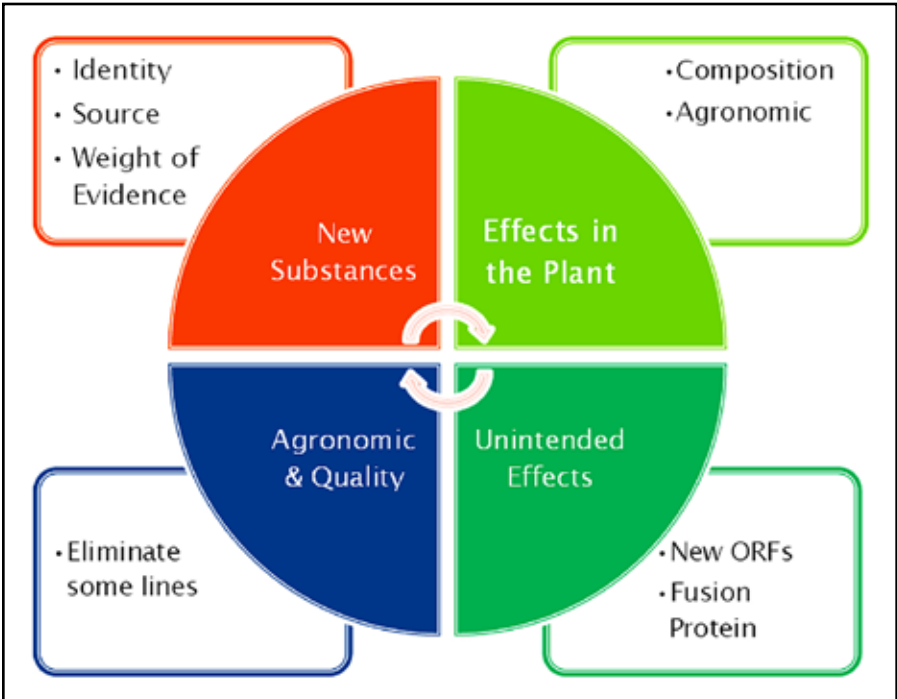 • Identity
• Source
• Weight of
Evidence
•Composition
•Agronomic
New
Substances
Effects in
the Plant
Agronomic
& Quality
Unintended
Effects
•Eliminate
some lines
•New ORFs
•Fusion
Protein